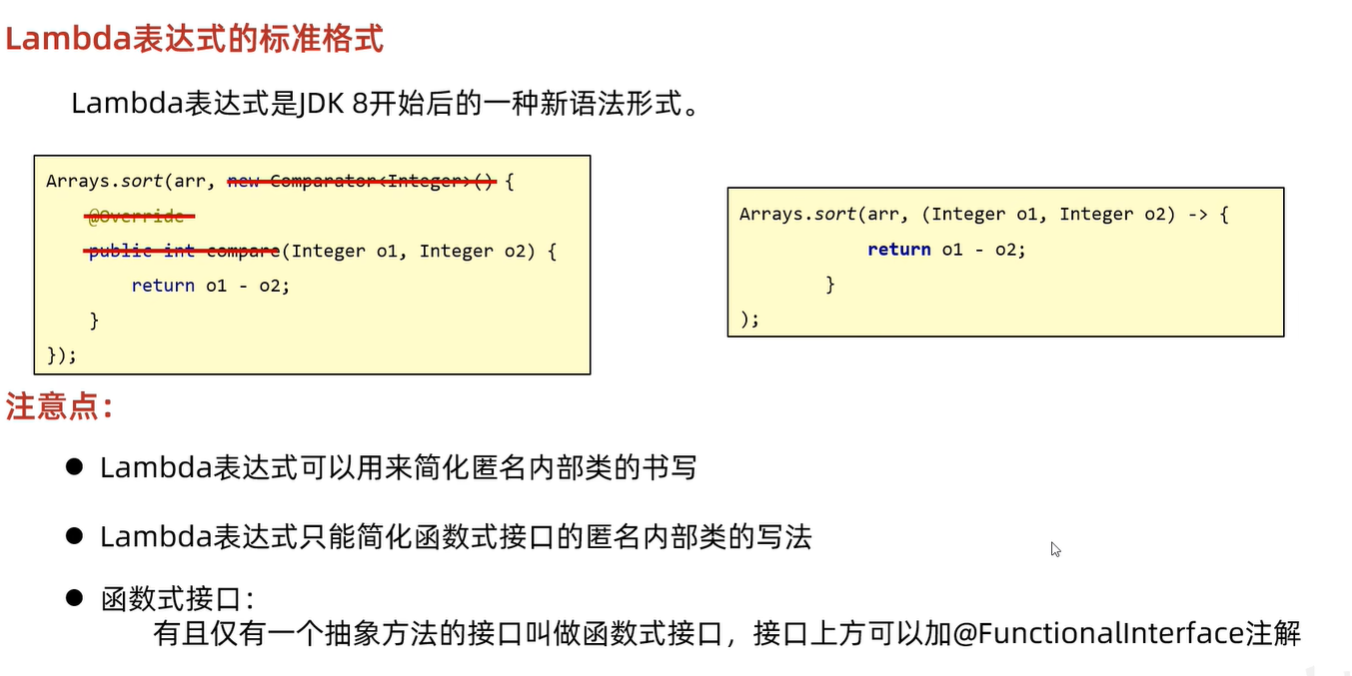 Lambda表达式的标准格式
Lambda表达式是JDK 8开始后的一种新语法形式。
Arrays.sort(arr, new Comparator<Integer>() {
@Override
public int compare(Integer o1, Integer o2) {
return o1 - o2;
}
});
Arrays.sort(arr, (Integer o1, Integer o2) -> {
return o1 - o2;
}
);
注意点：
● Lambda表达式可以用来简化匿名内部类的书写
● Lambda表达式只能简化函数式接口的匿名内部类的写法
● 函数式接口：
有且仅有一个抽象方法的接口叫做函数式接口，接口上方可以加@FunctionalInterface注解